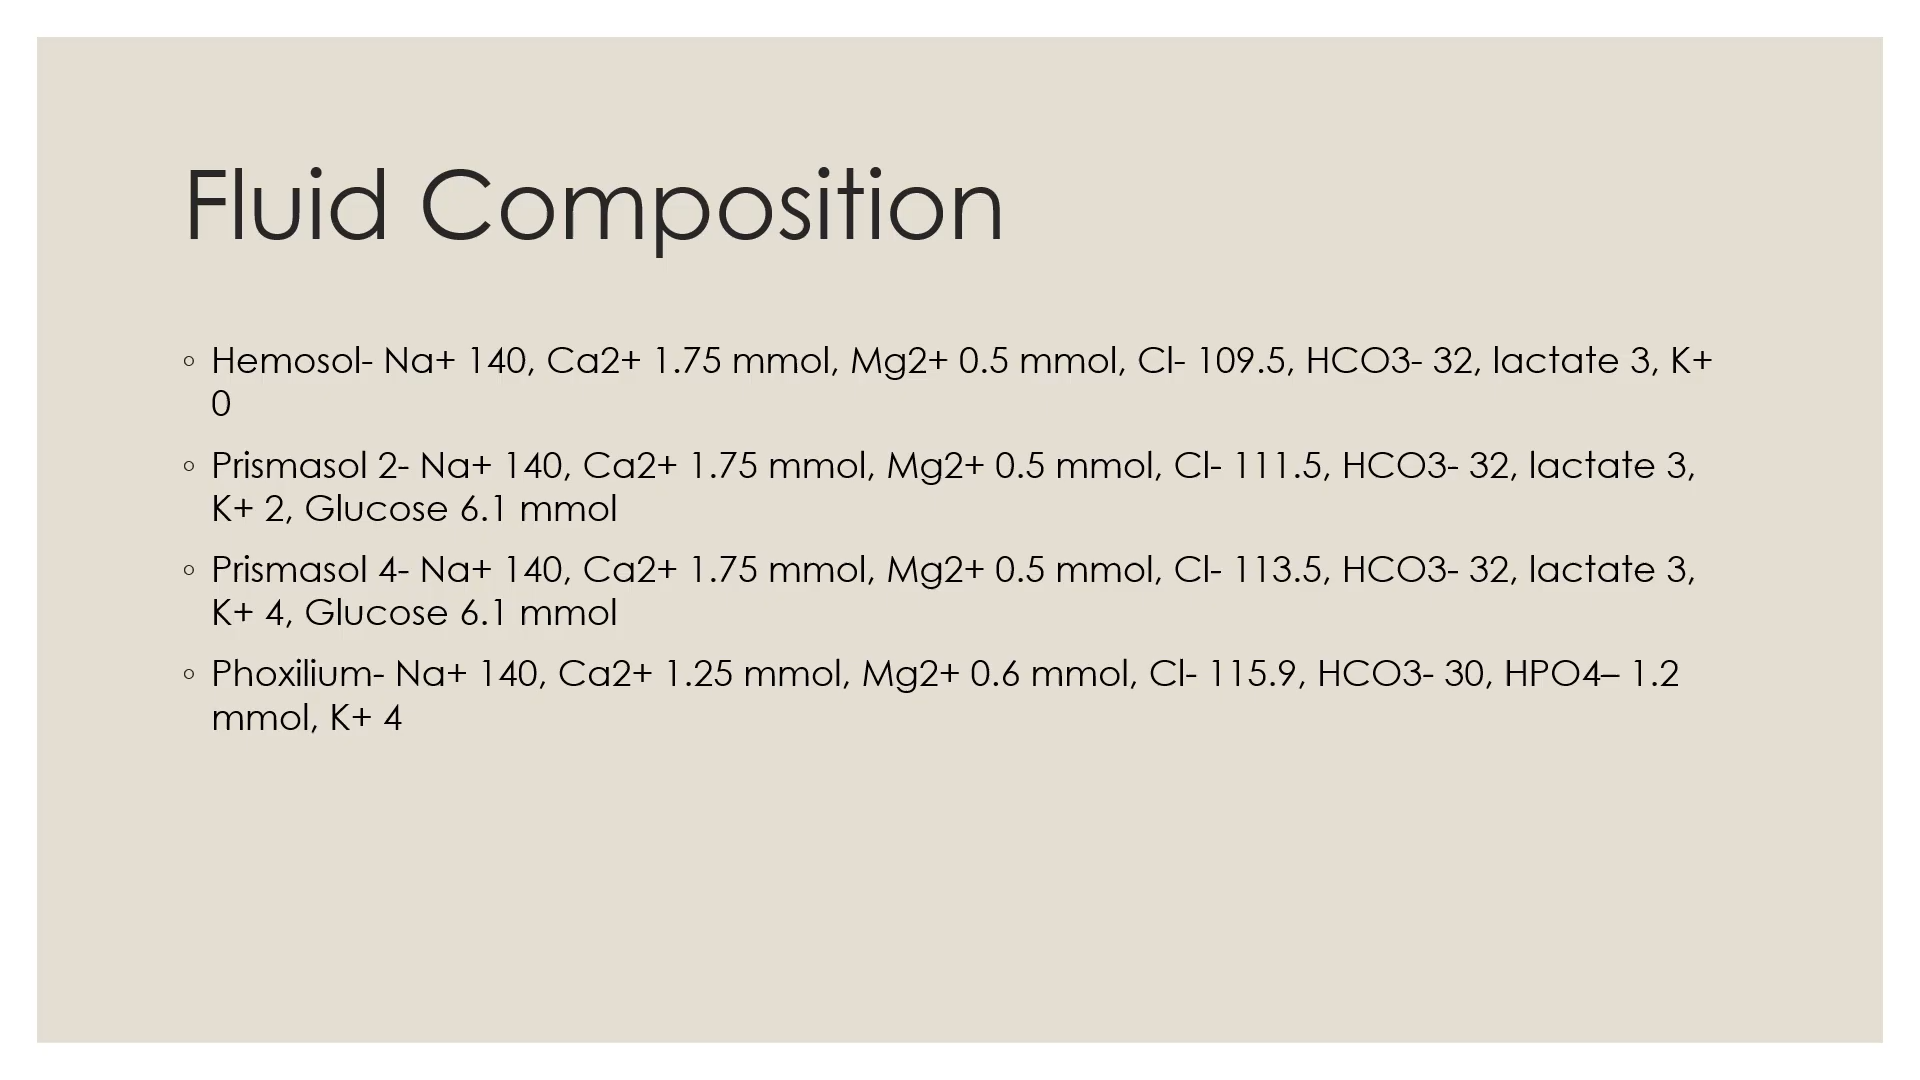 Fluid Composition
◦ Hemosol- Na+ 140, Ca2+ 1.75 mmol, Mg2+ 0.5 mmol, Cl- 109.5, HCO3- 32, lactate 3, K+
0
◦ Prismasol 2- Na+ 140, Ca2+ 1.75 mmol, Mg2+ 0.5 mmol, Cl- 111.5, HCO3- 32, lactate 3,
K+ 2, Glucose 6.1 mmol
◦ Prismasol 4- Na+ 140, Ca2+ 1.75 mmol, Mg2+ 0.5 mmol, Cl- 113.5, HCO3- 32, lactate 3,
K+ 4, Glucose 6.1 mmol
◦ Phoxilium- Na+ 140, Ca2+ 1.25 mmol, Mg2+ 0.6 mmol, Cl- 115.9, HCO3- 30, HPO4– 1.2
mmol, K+ 4